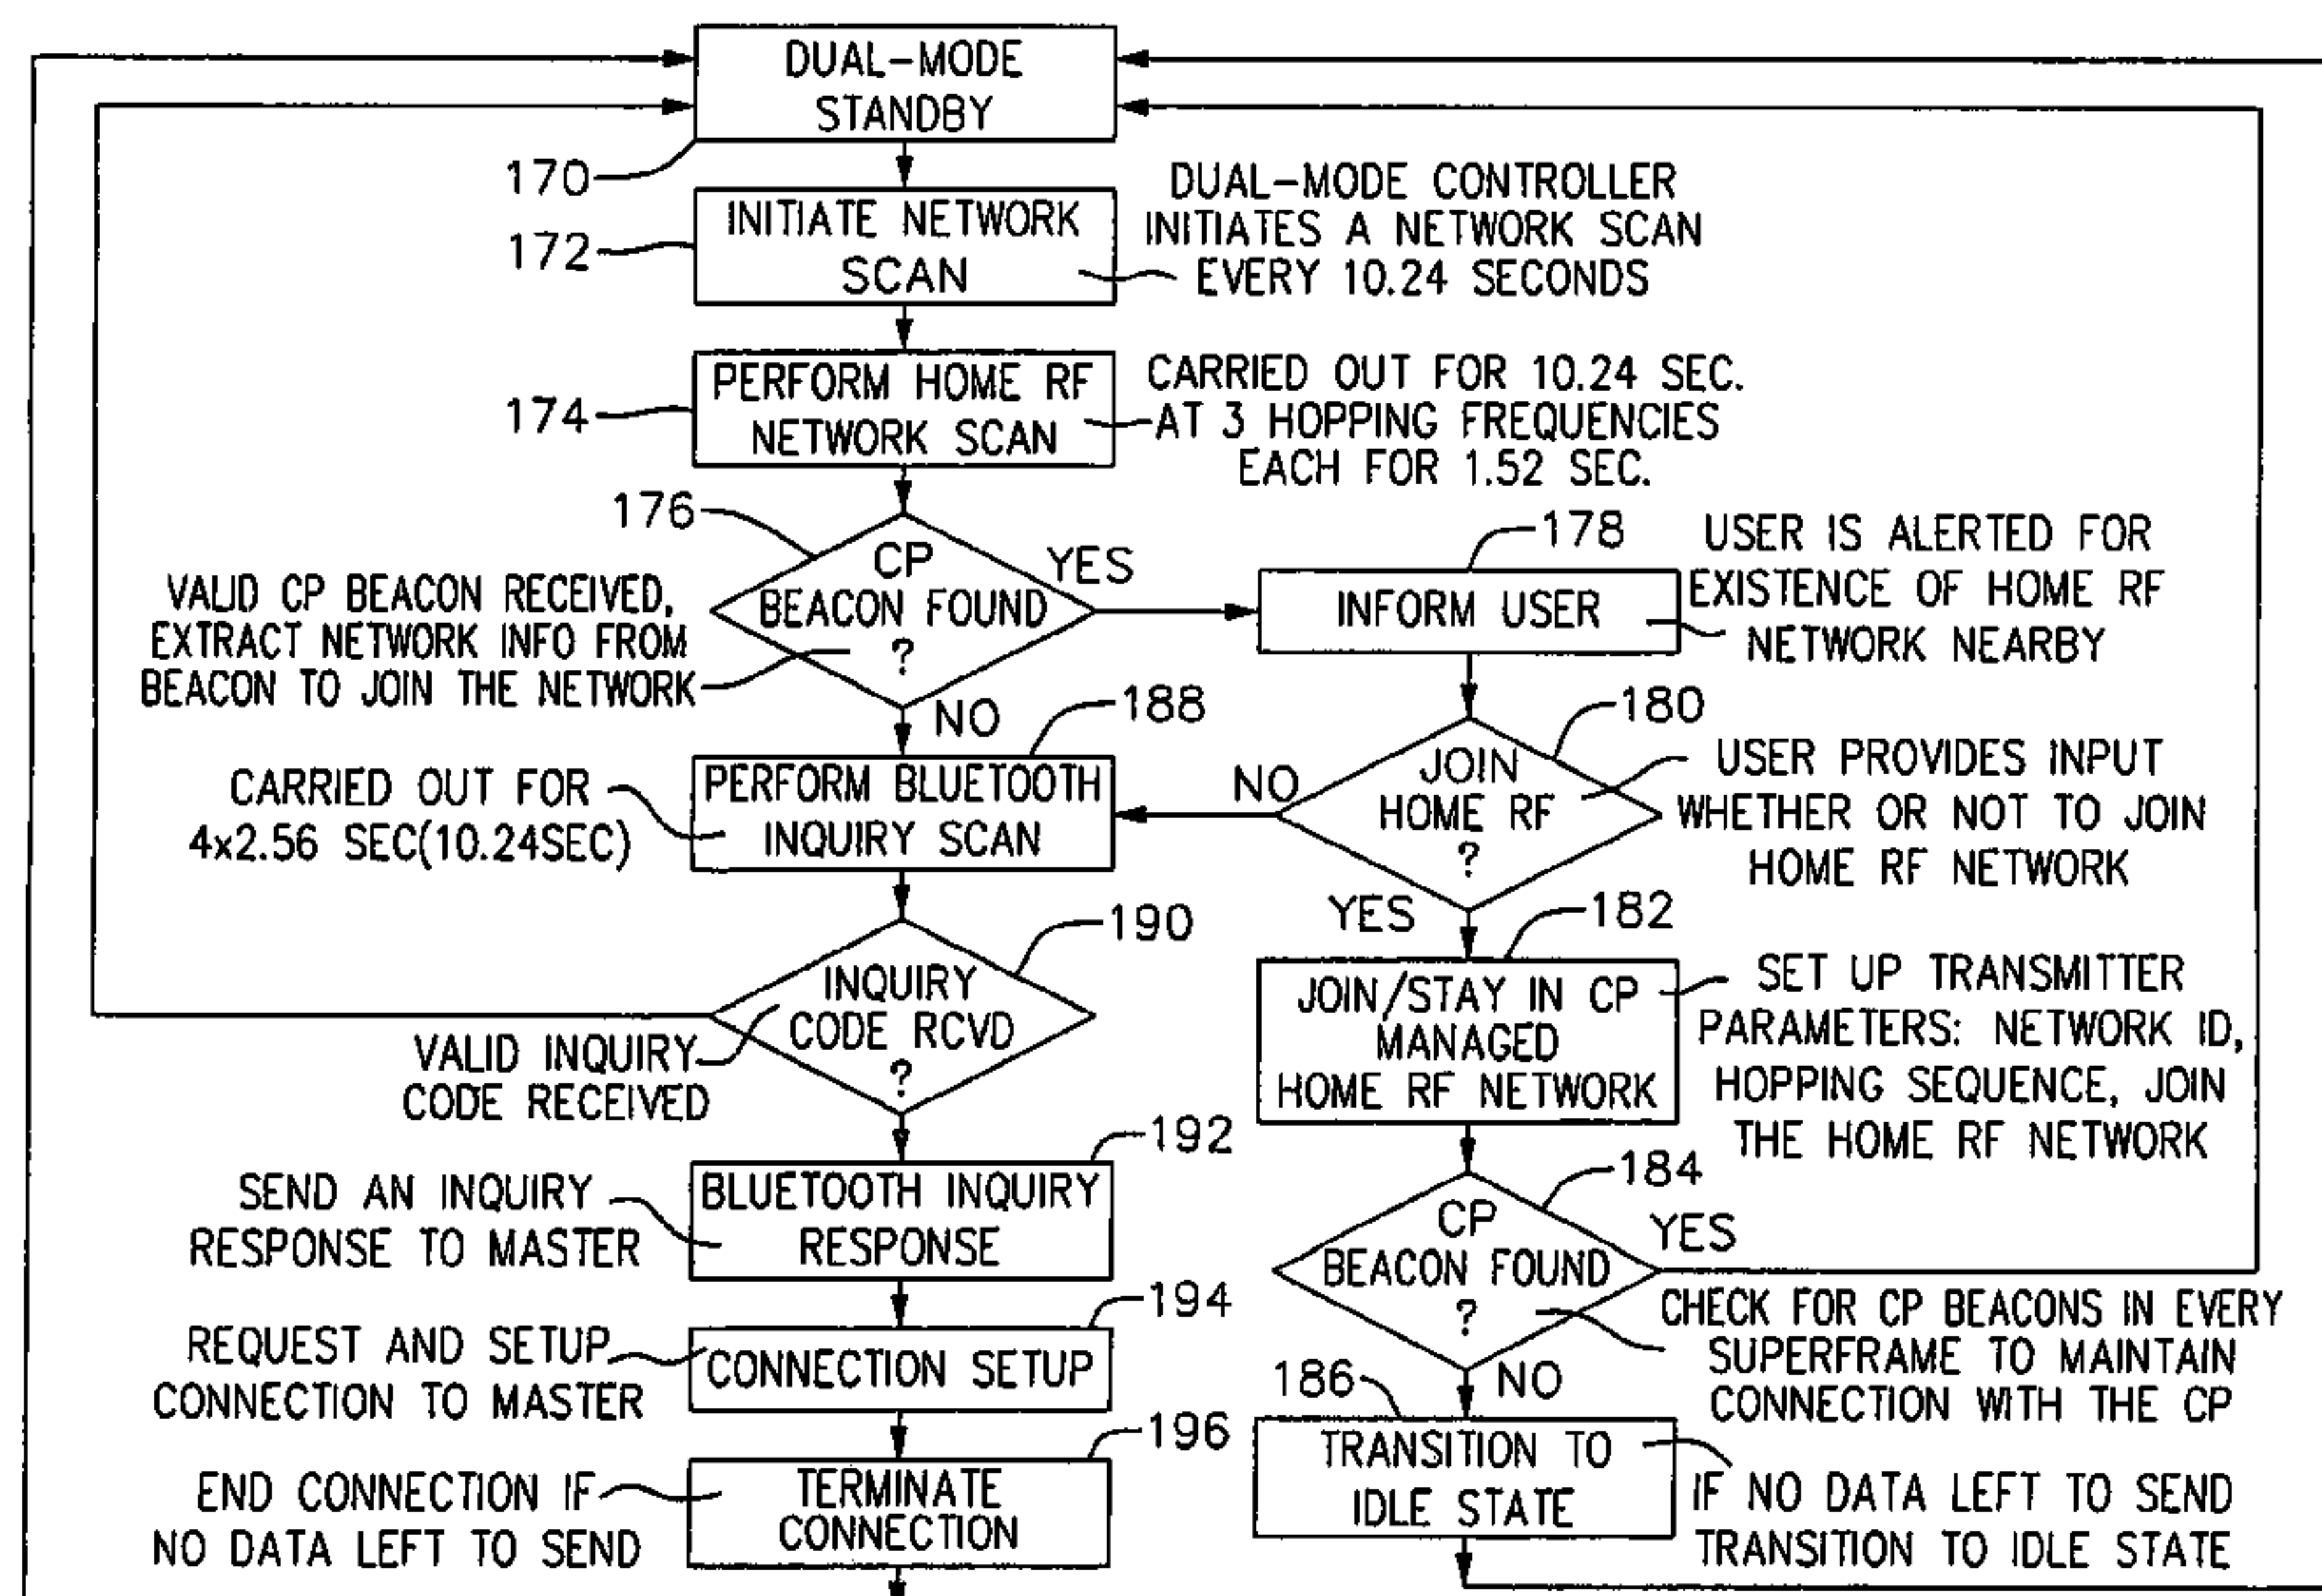 DUAL-MODE
STANDBY
170
INITIATE NETWORK
SCAN
172
DUAL-MODE CONTROLLER
INITIATES A NETWORK SCAN
EVERY 10.24 SECONDS
PERFORM HOME RF
NETWORK SCAN
174
CARRIED OUT FOR 10.24 SEC.
AT 3 HOPPING FREQUENCIES
EACH FOR 1.52 SEC.
176
CP
BEACON FOUND
?
YES
NO
VALID CP BEACON RECEIVED,
EXTRACT NETWORK INFO FROM
BEACON TO JOIN THE NETWORK
178
INFORM USER
USER IS ALERTED FOR
EXISTENCE OF HOME RF
NETWORK NEARBY
188
PERFORM BLUETOOTH
INQUIRY SCAN
CARRIED OUT FOR
4x2.56 SEC(10.24SEC)
180
JOIN
HOME RF
?
NO
YES
USER PROVIDES INPUT
WHETHER OR NOT TO JOIN
HOME RF NETWORK
190
INQUIRY
CODE RCVD
?
VALID INQUIRY
CODE RECEIVED
182
JOIN/STAY IN CP
MANAGED
HOME RF NETWORK
SET UP TRANSMITTER
PARAMETERS: NETWORK ID,
HOPPING SEQUENCE, JOIN
THE HOME RF NETWORK
192
BLUETOOTH INQUIRY
RESPONSE
SEND AN INQUIRY
RESPONSE TO MASTER
184
CP
BEACON FOUND
?
YES
NO
CHECK FOR CP BEACONS IN EVERY
SUPERFRAME TO MAINTAIN
CONNECTION WITH THE CP
194
CONNECTION SETUP
REQUEST AND SETUP
CONNECTION TO MASTER
186
TRANSITION TO
IDLE STATE
IF NO DATA LEFT TO SEND
TRANSITION TO IDLE STATE
196
TERMINATE
CONNECTION
END CONNECTION IF
NO DATA LEFT TO SEND